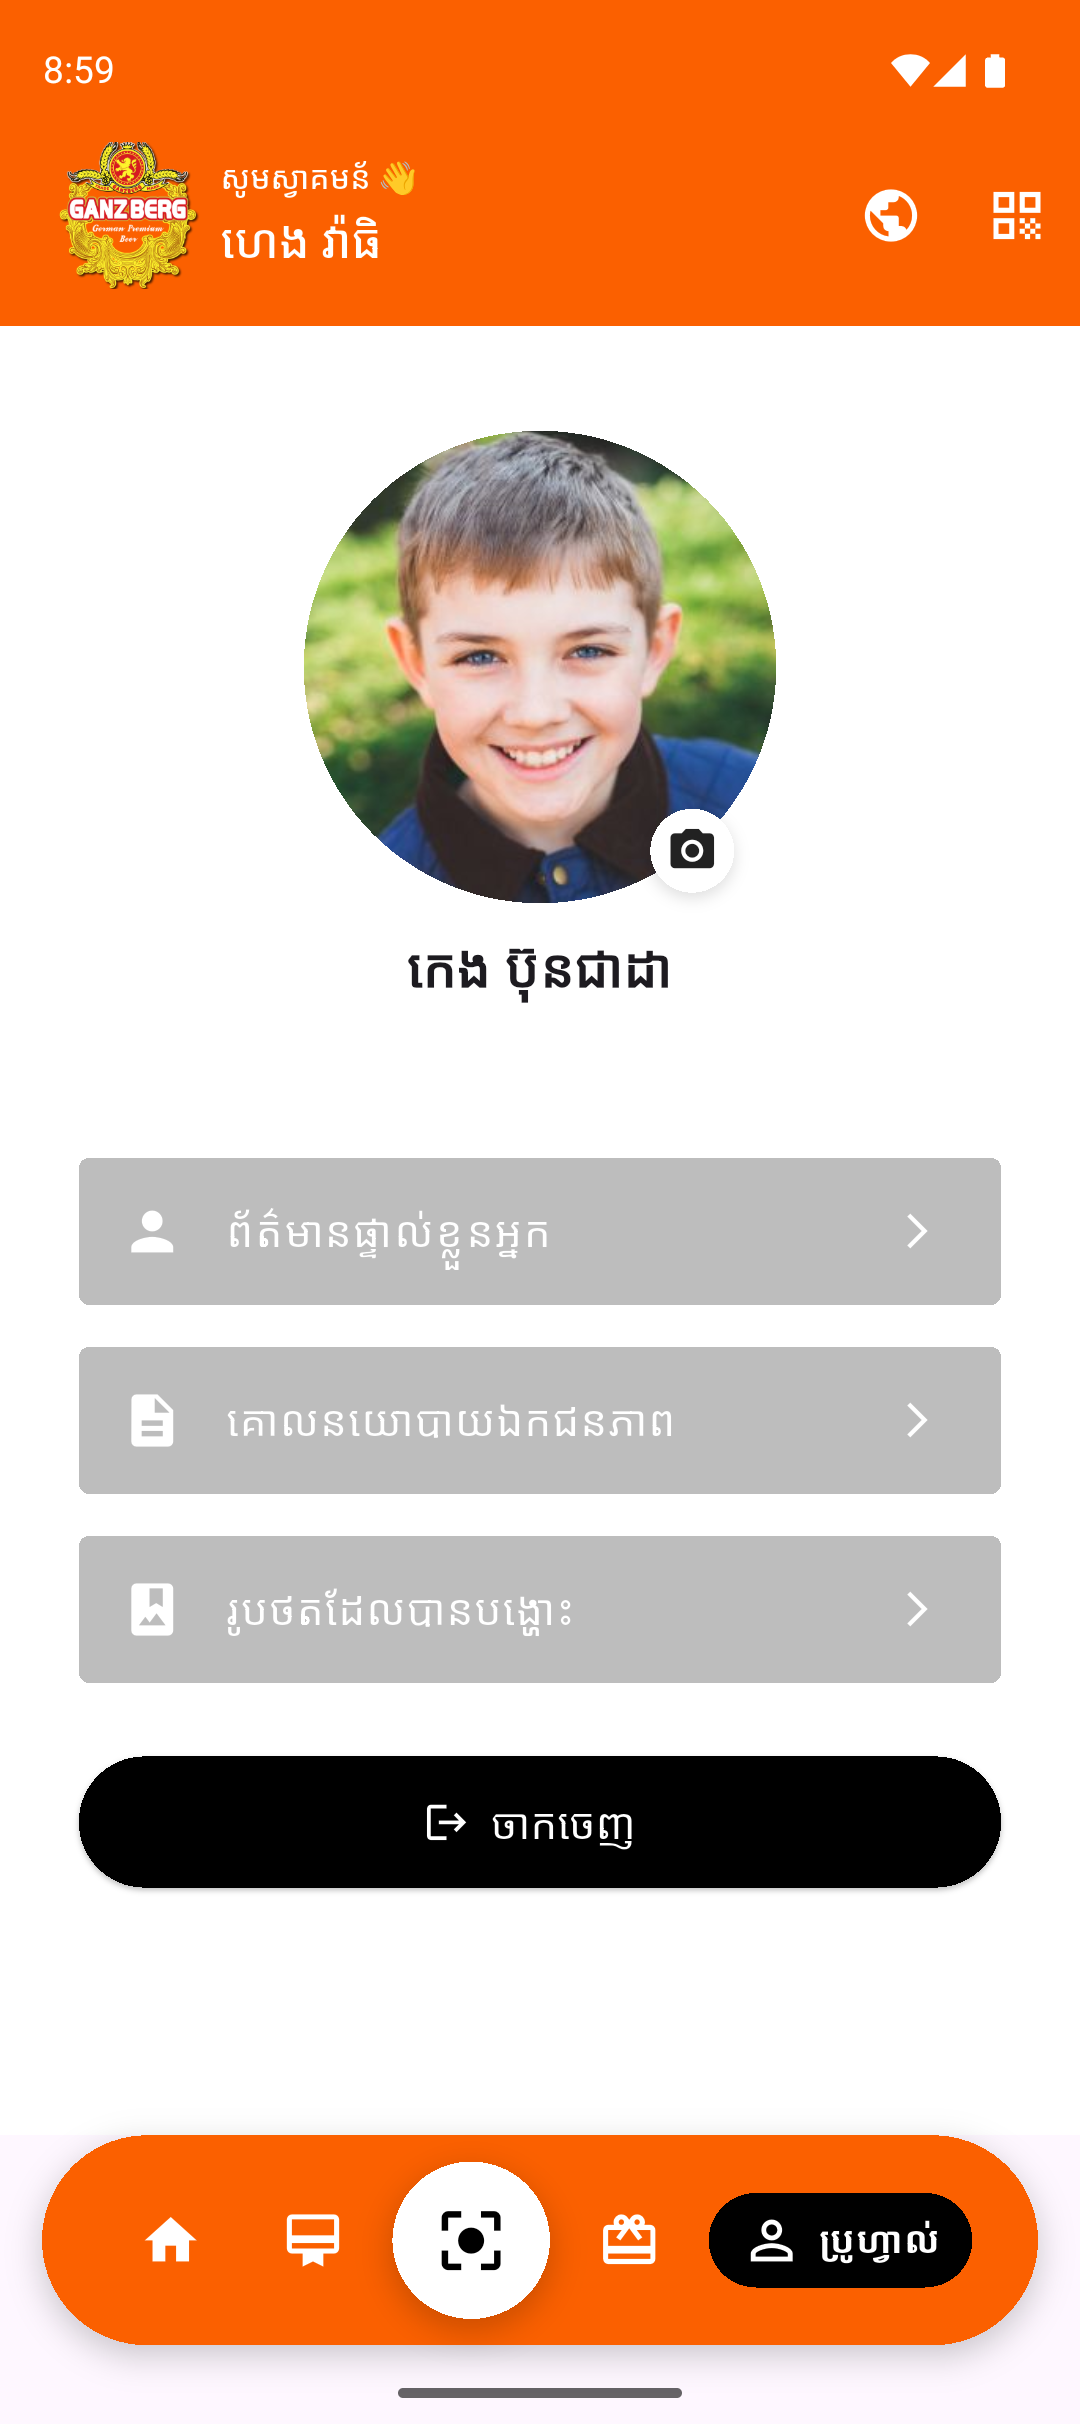 8:59
GANZBERG
German Premium
Beer
សូមស្វាគមន៍ 👋
ហេង វ៉ាធិ
កេង ប៊ុនជាដា
ព័ត៌មានផ្ទាល់ខ្លួនអ្នក
គោលនយោបាយឯកជនភាព
រូបថតដែលបានបង្ហោះ
ចាកចេញ
ប្រូហ្វាល់